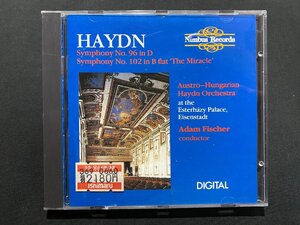 Nimbus Records
HAYDN
Symphony No. 96 in D
Symphony No. 102 in B flat 'The Miracle'
Austro-Hungarian
Haydn Orchestra
at the
Esterházy Palace,
Eisenstadt
Adam Fischer
conductor
¥2180
ishimaru
DIGITAL